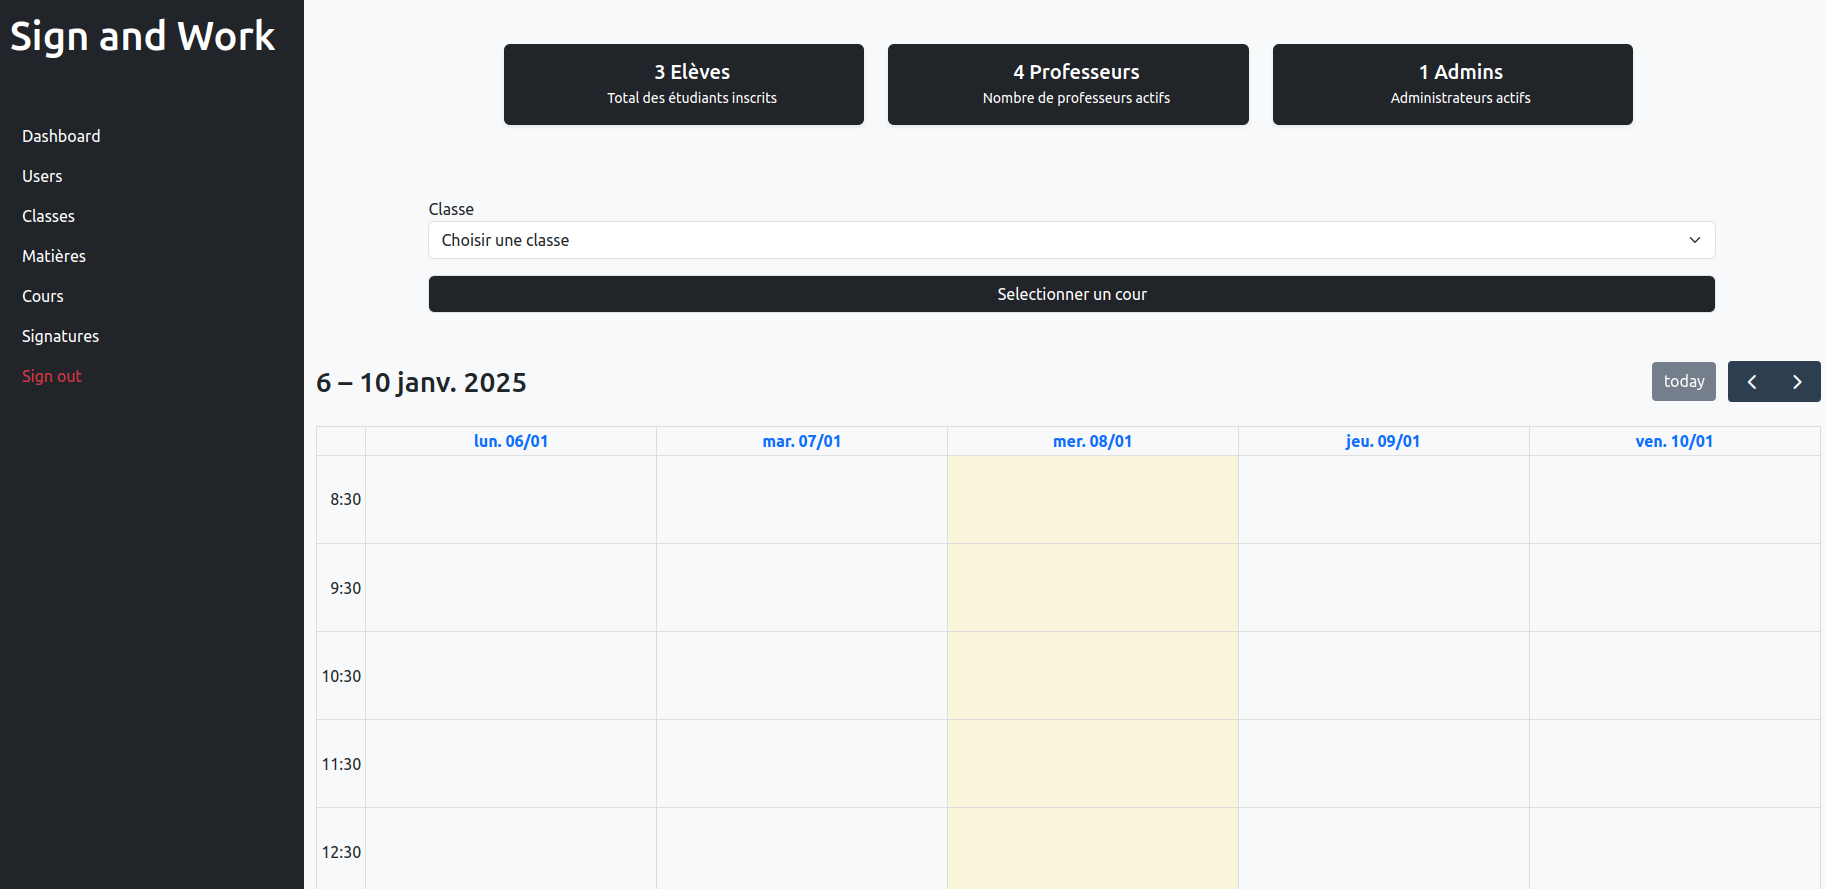 Sign and Work
Dashboard
Users
Classes
Matières
Cours
Signatures
Sign out
3 Elèves
Total des étudiants inscrits
4 Professeurs
Nombre de professeurs actifs
1 Admins
Administrateurs actifs
Classe
Choisir une classe
Selectionner un cour
6 – 10 janv. 2025
today
lun. 06/01 mar. 07/01 mer. 08/01 jeu. 09/01 ven. 10/01
8:30
9:30
10:30
11:30
12:30